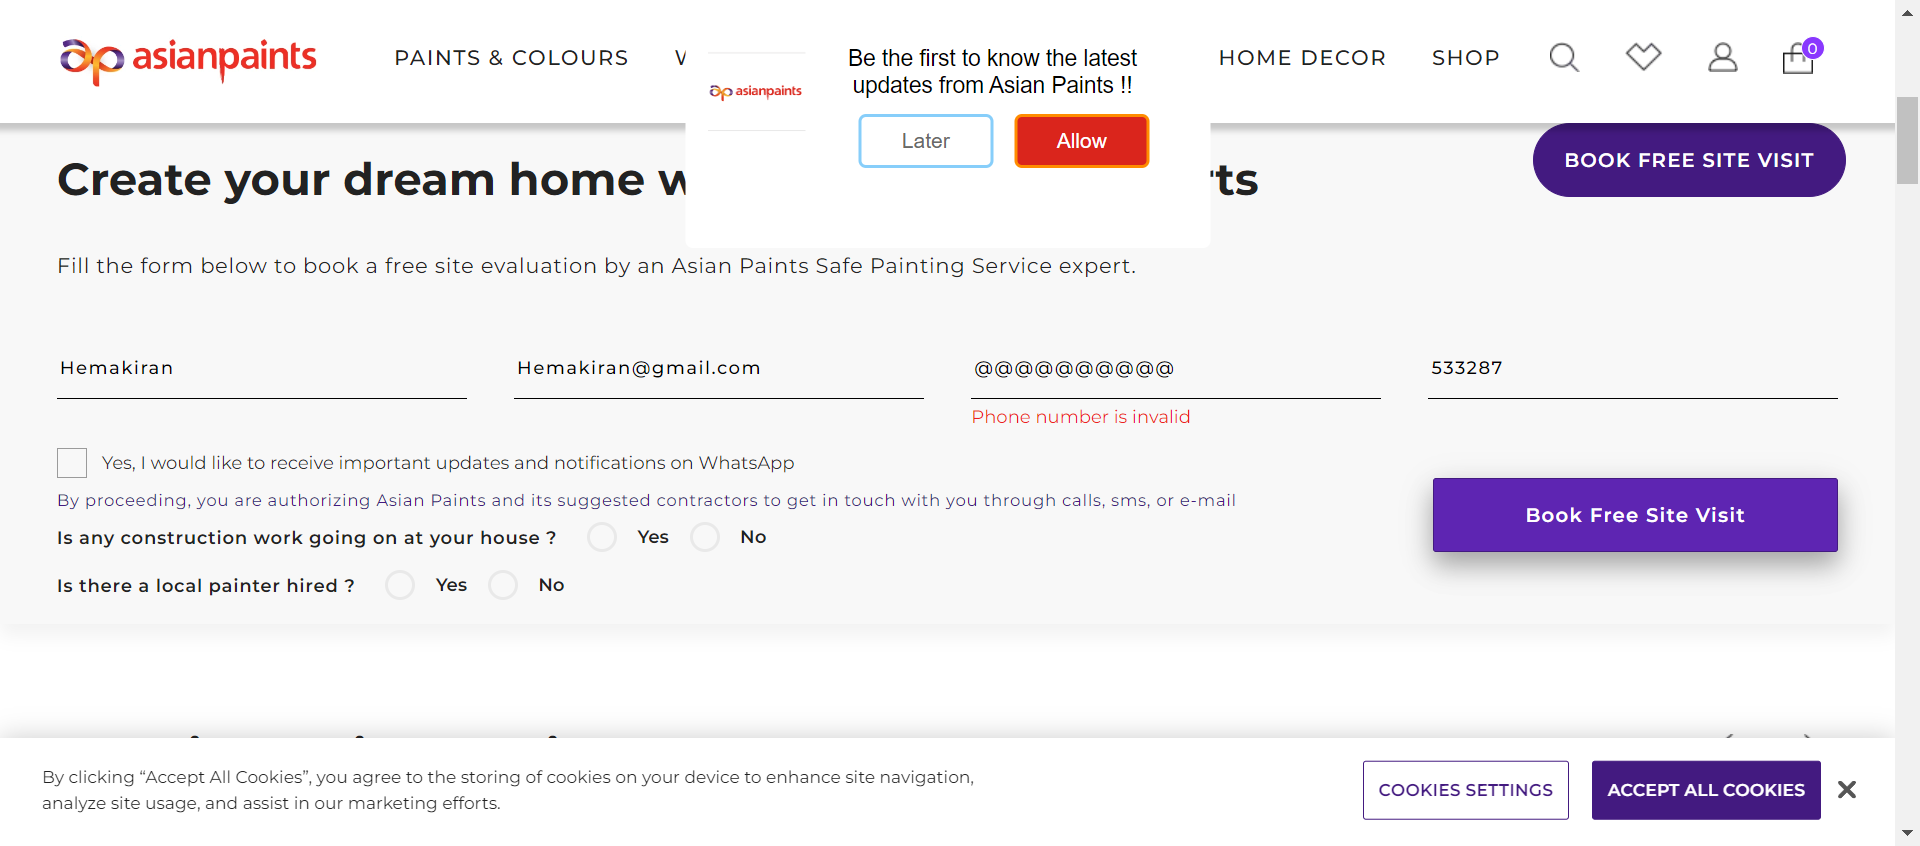 asianpaints
PAINTS & COLOURS
HOME DECOR
SHOP
0
asianpaints
Be the first to know the latest
updates from Asian Paints !!
Later
Allow
Create your dream home
BOOK FREE SITE VISIT
Fill the form below to book a free site evaluation by an Asian Paints Safe Painting Service expert.
Hemakiran
Hemakiran@gmail.com
@@@@@@@@@@
533287
Phone number is invalid
Yes, I would like to receive important updates and notifications on WhatsApp
By proceeding, you are authorizing Asian Paints and its suggested contractors to get in touch with you through calls, sms, or e-mail
Is any construction work going on at your house ?
Yes
No
Book Free Site Visit
Is there a local painter hired ?
Yes
No
By clicking “Accept All Cookies”, you agree to the storing of cookies on your device to enhance site navigation,
analyze site usage, and assist in our marketing efforts.
COOKIES SETTINGS
ACCEPT ALL COOKIES